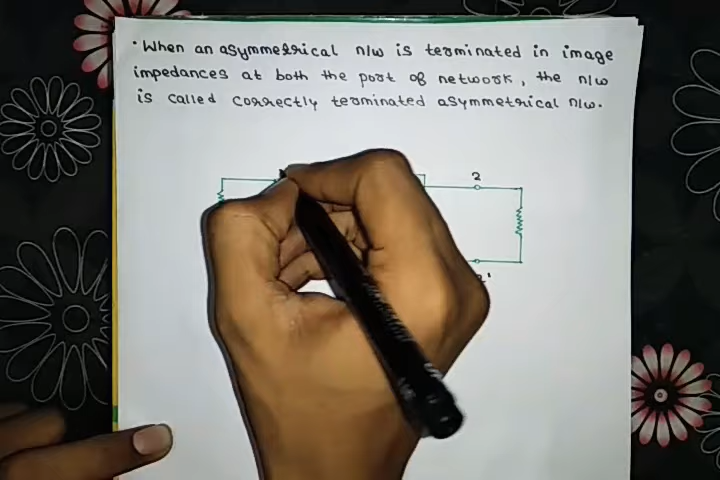 • When an asymmetrical n/w is terminated in image
impedances at both the port of network, the n/w
is called correctly terminated asymmetrical n/w.
2